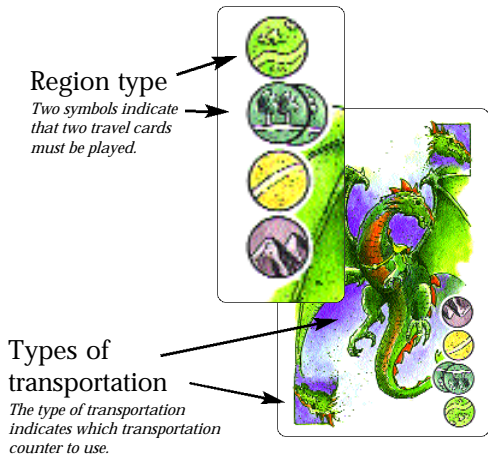 Region type
Two symbols indicate
that two travel cards
must be played.
Types of
transportation
The type of transportation
indicates which transportation
counter to use.